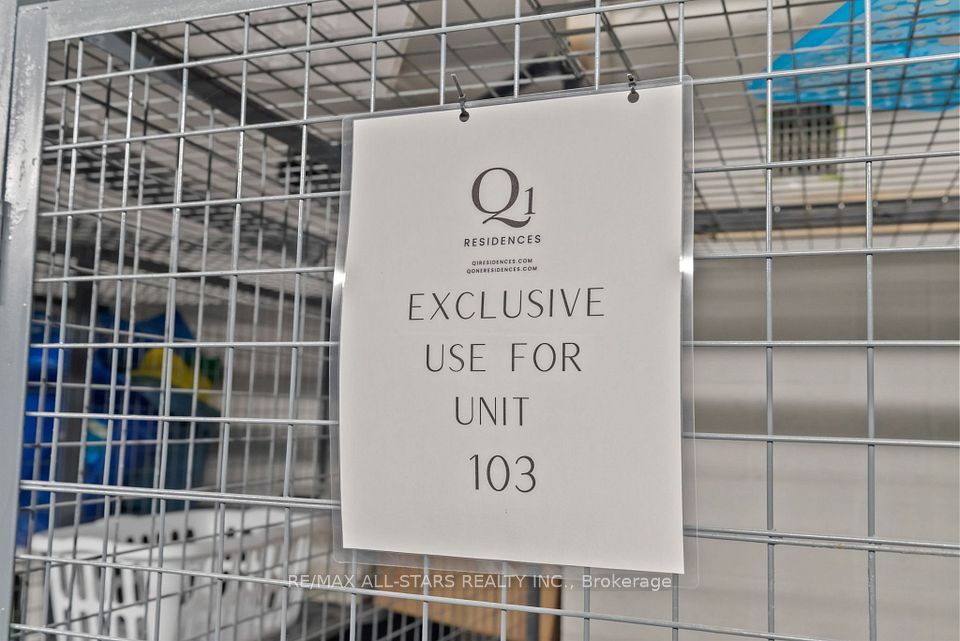 Q1
RESIDENCES
Q1RESIDENCES.COM
QONERESIDENCES.COM
EXCLUSIVE
USE FOR
UNIT
103
RE/MAX ALL-STARS REALTY INC., Brokerage